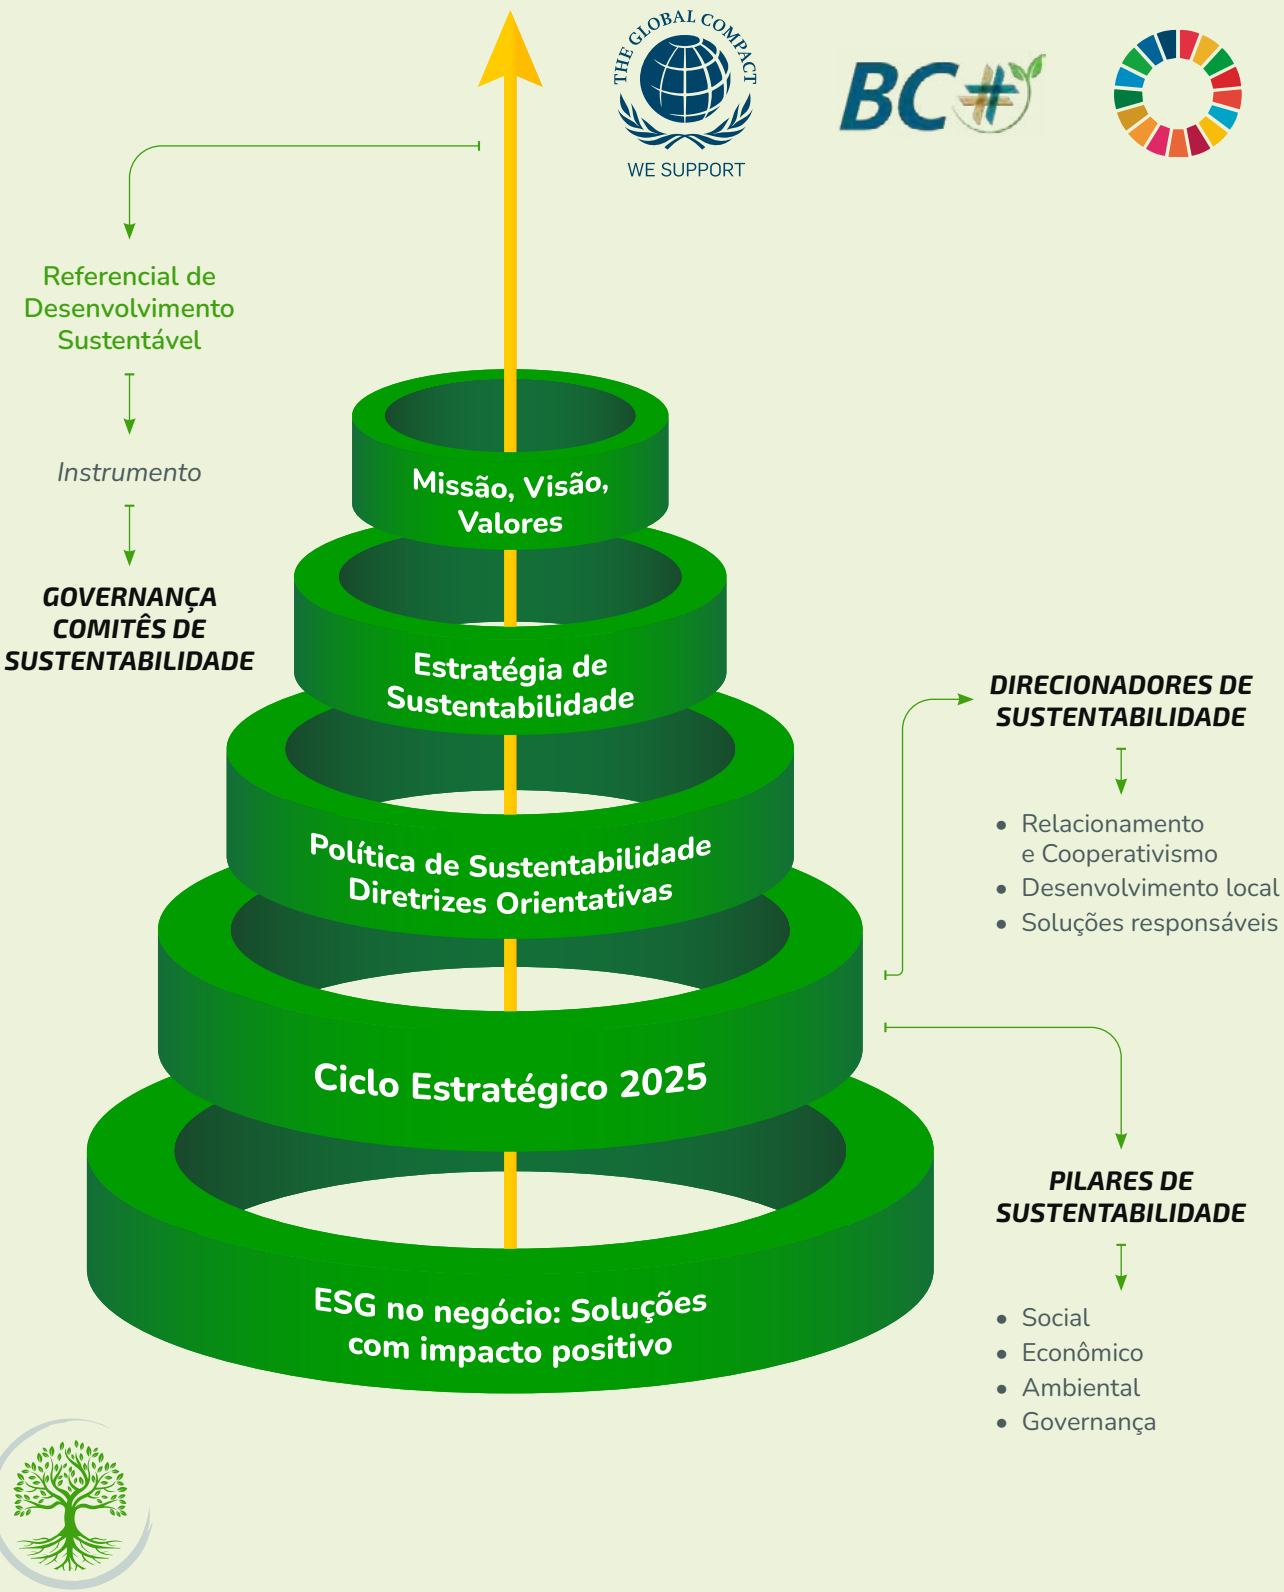 THE GLOBAL COMPACT
WE SUPPORT
BC#
Referencial de
Desenvolvimento
Sustentável
Instrumento
GOVERNANÇA
COMITÊS DE
SUSTENTABILIDADE
Missão, Visão,
Valores
Estratégia de
Sustentabilidade
Política de Sustentabilidade
Diretrizes Orientativas
Ciclo Estratégico 2025
ESG no negócio: Soluções
com impacto positivo
DIRECIONADORES DE
SUSTENTABILIDADE
• Relacionamento
e Cooperativismo
• Desenvolvimento local
• Soluções responsáveis
PILARES DE
SUSTENTABILIDADE
• Social
• Econômico
• Ambiental
• Governança